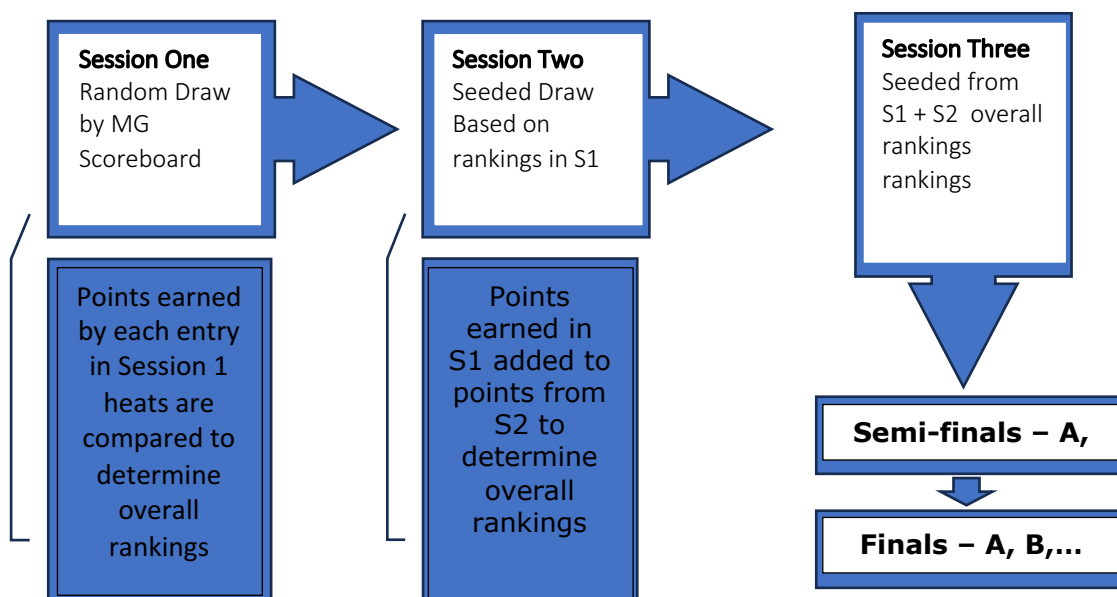 Session One
Random Draw
by MG
Scoreboard
Points earned
by each entry
in Session 1
heats are
compared to
determine
overall
rankings
Session Two
Seeded Draw
Based on
rankings in S1
Points
earned in
S1 added to
points from
S2 to
determine
overall
rankings
Session Three
Seeded from
S1 + S2 overall
rankings
rankings
Semi-finals – A,
Finals – A, B,...